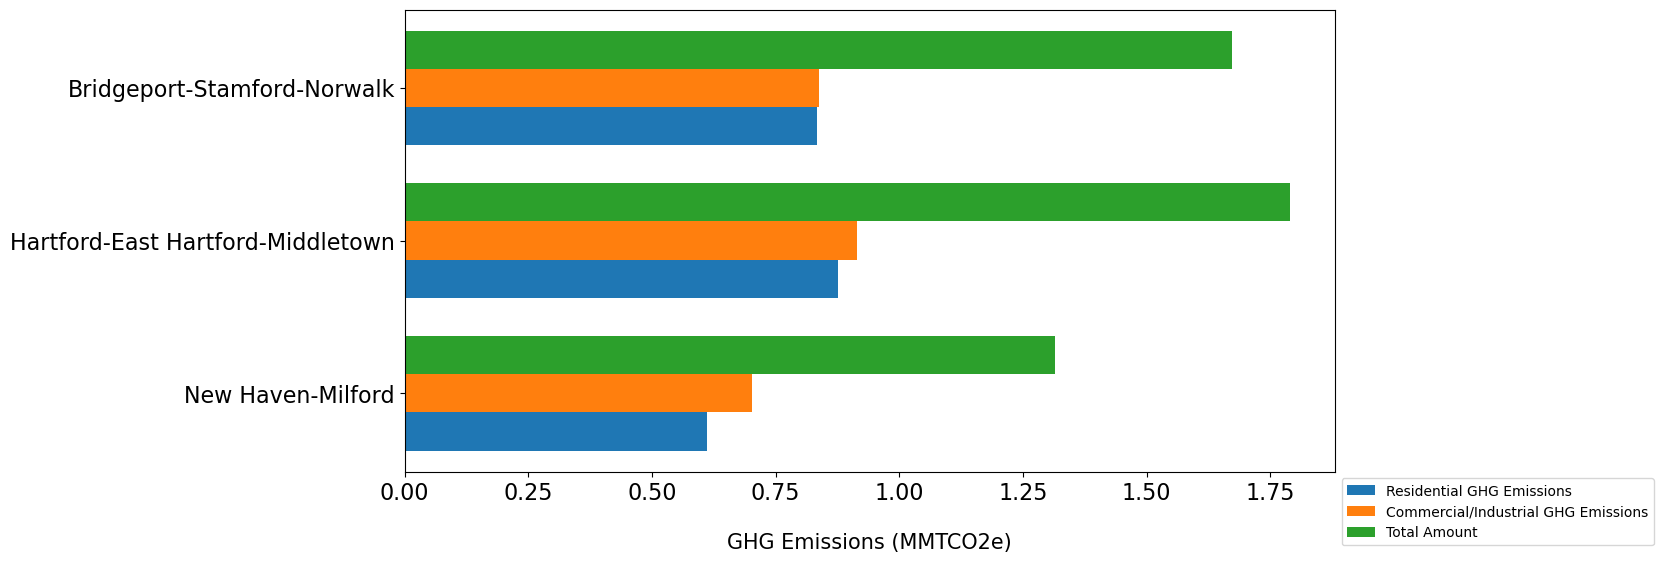 Bridgeport-Stamford-Norwalk
Hartford-East Hartford-Middletown
New Haven-Milford
0.00 0.25 0.50 0.75 1.00 1.25 1.50 1.75
GHG Emissions (MMTCO2e)
Residential GHG Emissions
Commercial/Industrial GHG Emissions
Total Amount